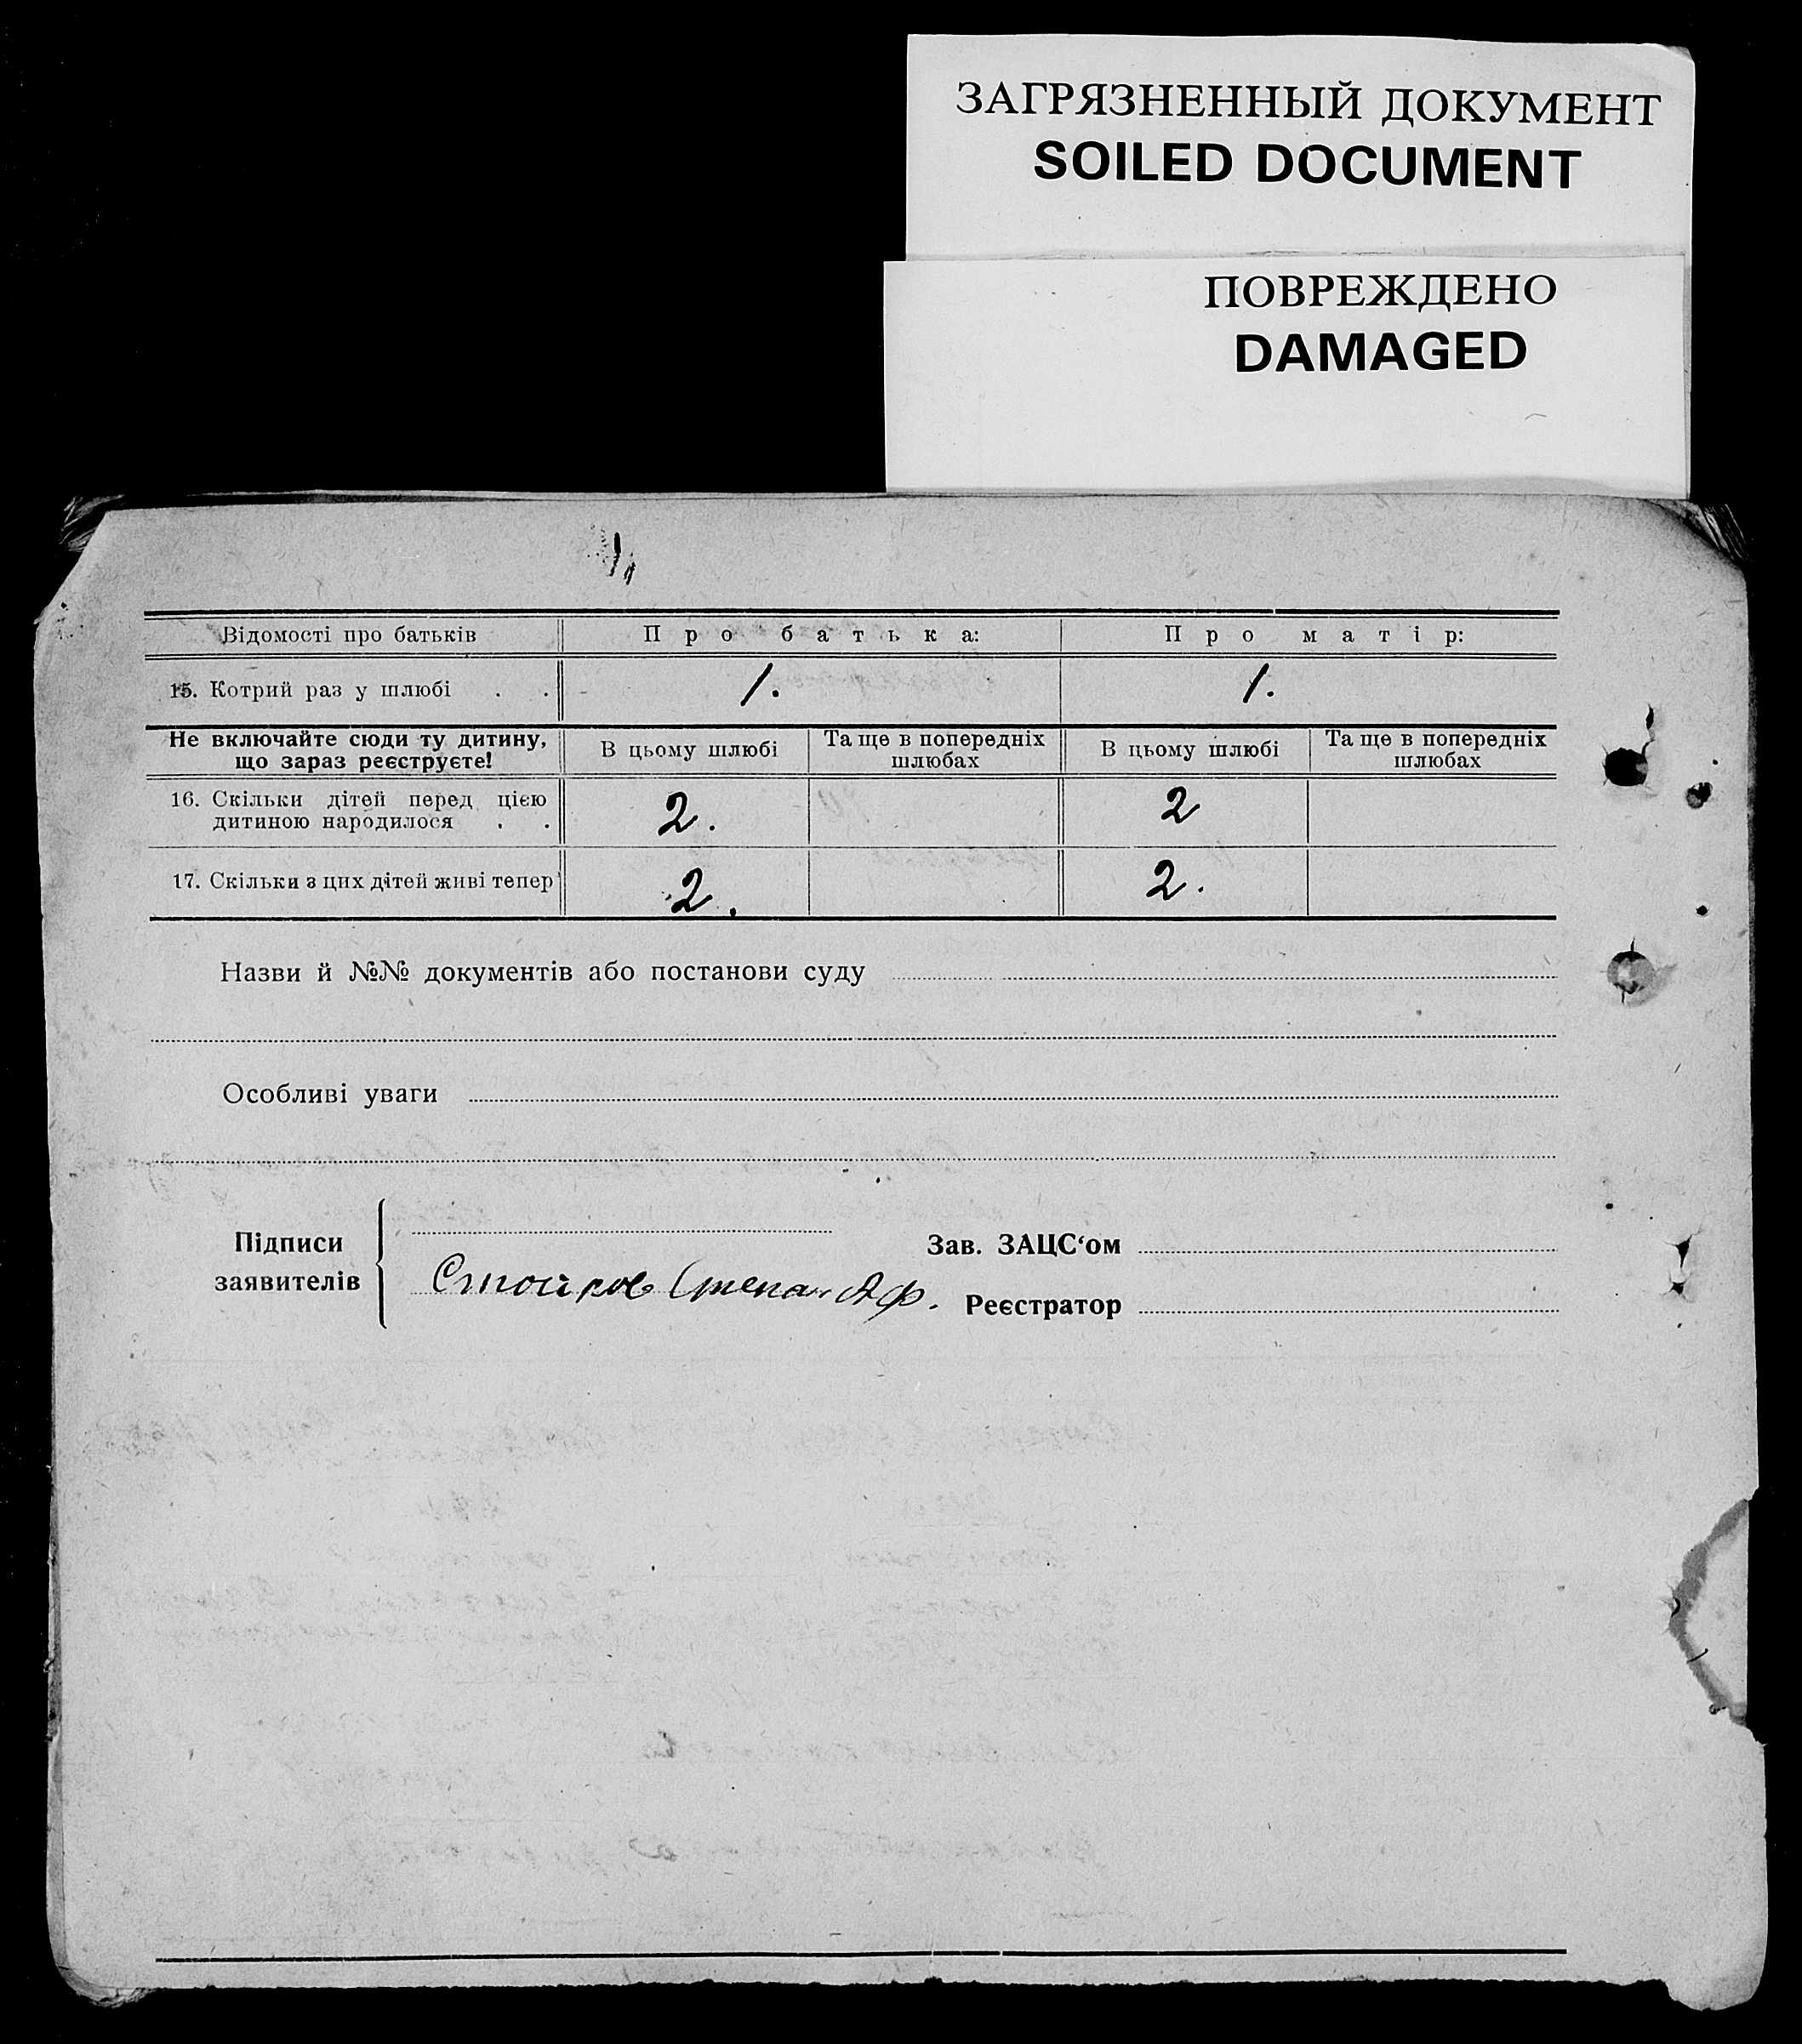 ЗАГРЯЗНЕННЫЙ ДОКУМЕНТ
SOILED DOCUMENT
ПОВРЕЖДЕНО
DAMAGED
Відомості про батьків Про батька: Про матір:
15. Котрий раз у шлюбі . . 1. 1.
Не включайте сюди ту дитину, що зараз реєструєте! В цьому шлюбі Та ще в попередніх шлюбах В цьому шлюбі Та ще в попередніх шлюбах
16. Скільки дітей перед цією дитиною народилося . . 2. 2
17. Скільки з цих дітей живі тепер 2. 2.
Назви й №№ документів або постанови суду
Особливі уваги
Підписи заявителів
Зав. ЗАЦС‘ом
Стойков Степан Аф.
Реєстратор